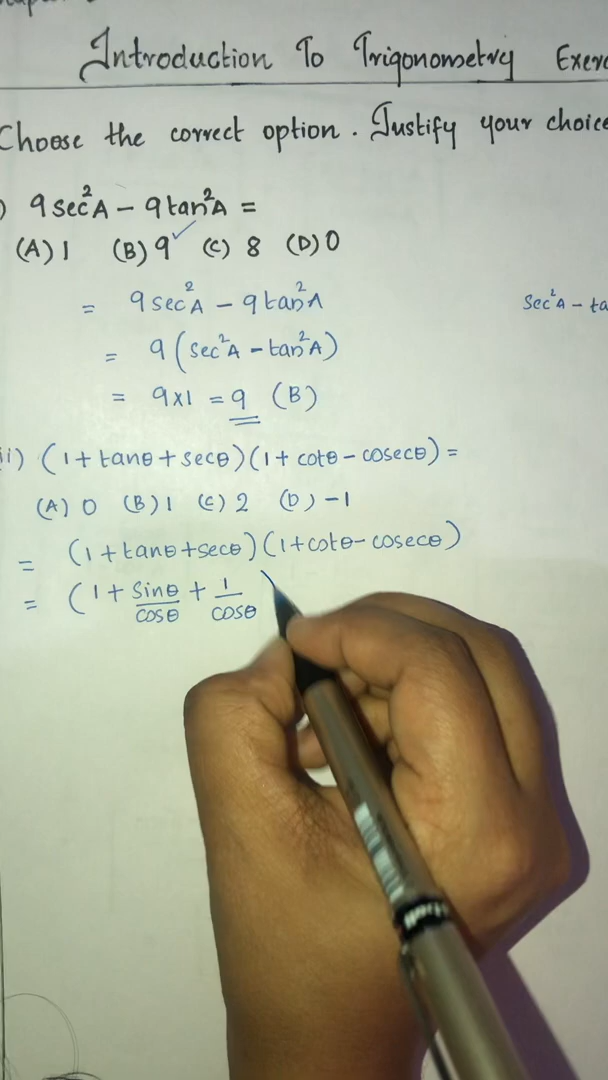 Introduction To Trigonometry
Choose the correct option. Justify your choice
) 9 sec²A - 9 tan²A =
(A) 1 (B) 9 ✓ (C) 8 (D) 0
= 9 sec²A - 9 tan²A
sec²A -
= 9 (sec²A - tan²A)
= 9×1 = 9 (B)
ii) (1 + tanθ + secθ)(1 + cotθ - cosecθ) =
(A) 0 (B) 1 (C) 2 (D) -1
= (1 + tanθ + secθ)(1 + cotθ - cosecθ)
= (1 + sinθ/cosθ + 1/cosθ)